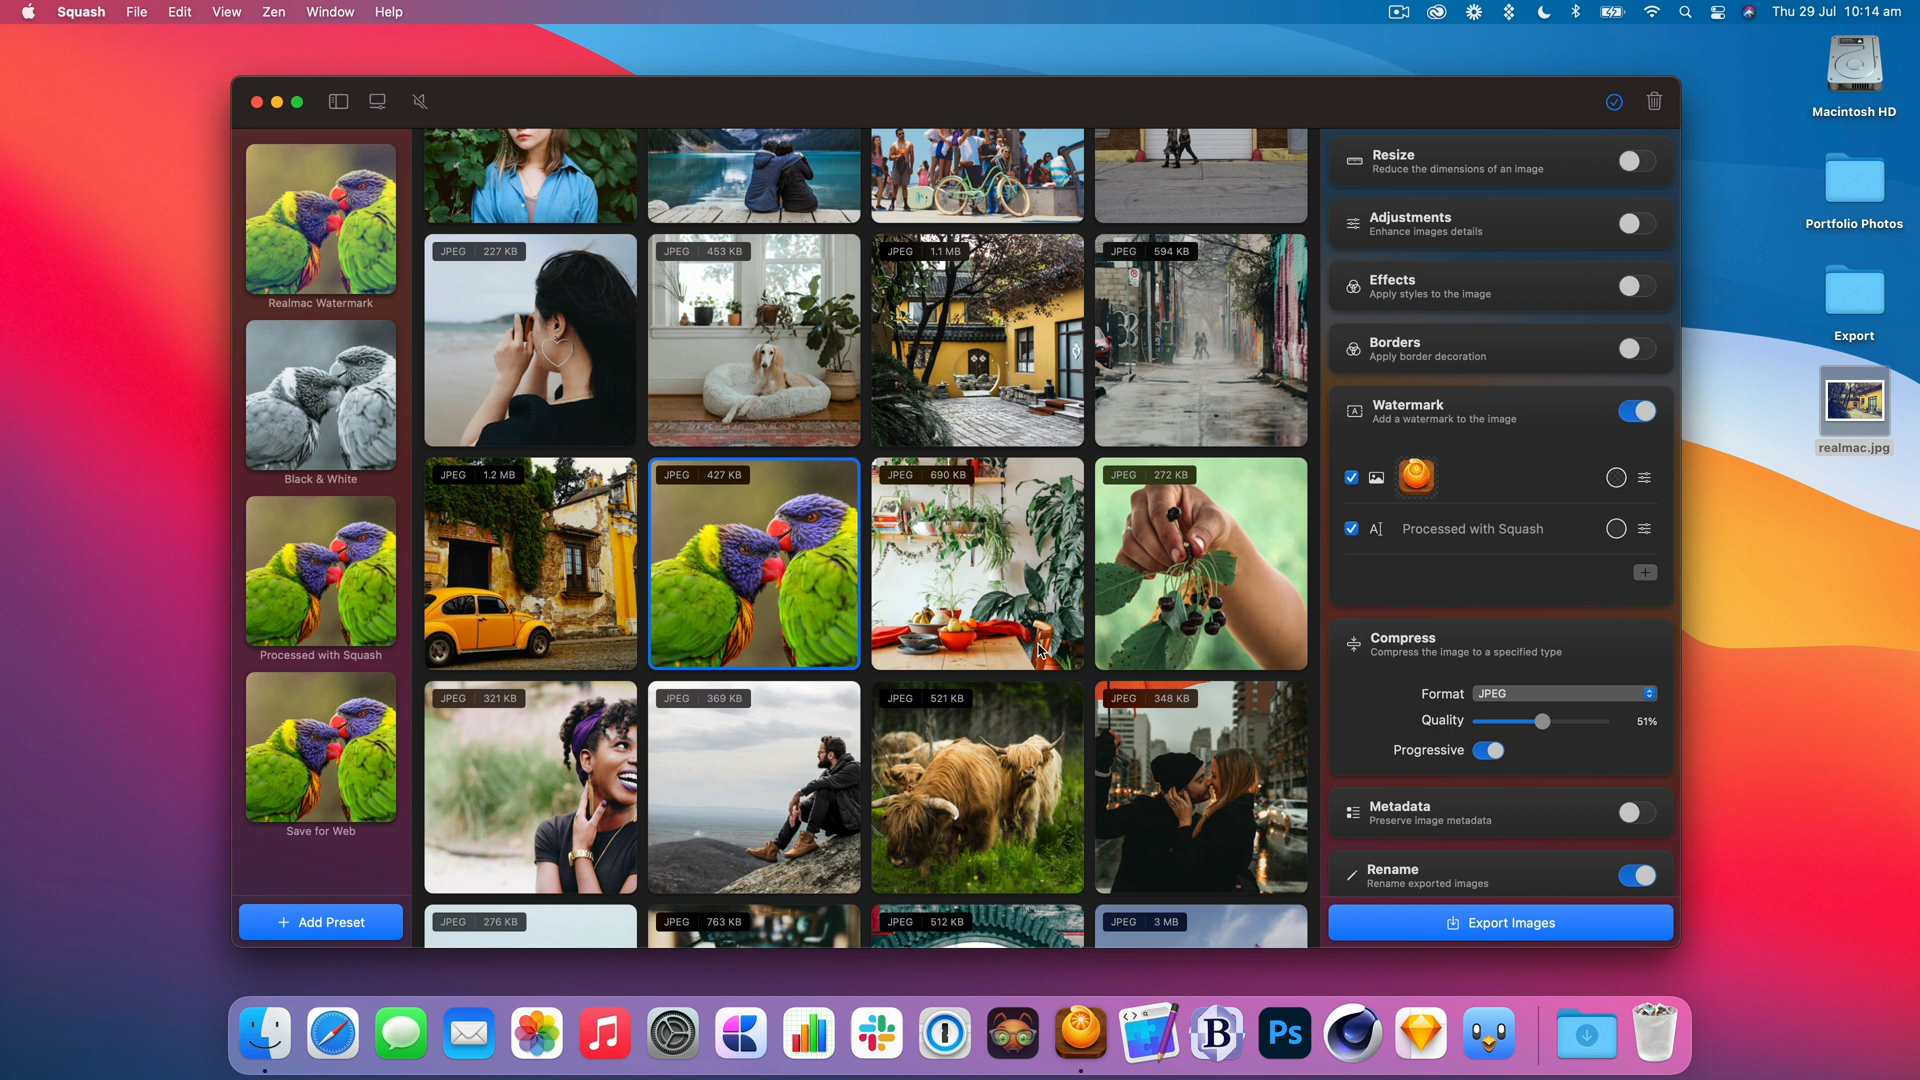 Squash File Edit View Zen Window Help Thu 29 Jul 10:14 am
Macintosh HD
Portfolio Photos
Export
realmac.jpg
Realmac Watermark
Black & White
Processed with Squash
Save for Web
+ Add Preset
JPEG 227 KB
JPEG 453 KB
JPEG 1.1 MB
JPEG 594 KB
JPEG 1.2 MB
JPEG 427 KB
JPEG 690 KB
JPEG 272 KB
JPEG 321 KB
JPEG 369 KB
JPEG 521 KB
JPEG 348 KB
JPEG 276 KB
JPEG 763 KB
JPEG 512 KB
JPEG 3 MB
Resize
Reduce the dimensions of an image
Adjustments
Enhance images details
Effects
Apply styles to the image
Borders
Apply border decoration
Watermark
Add a watermark to the image
Processed with Squash
+
Compress
Compress the image to a specified type
Format JPEG
Quality 51%
Progressive
Metadata
Preserve image metadata
Rename
Rename exported images
Export Images
B
Ps